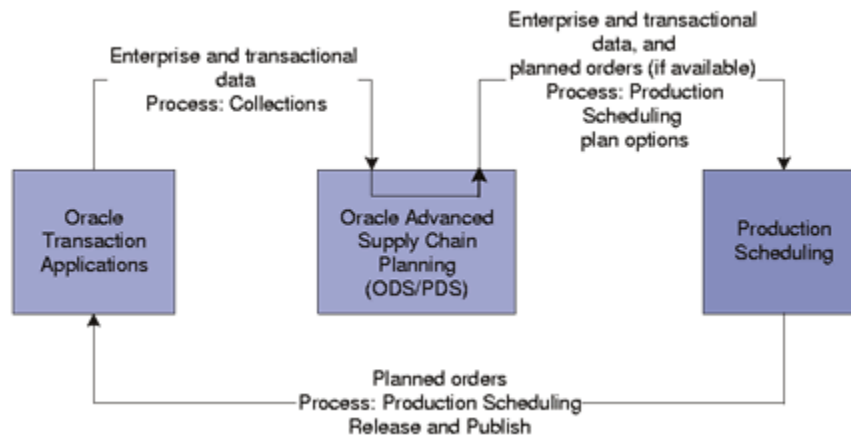 Enterprise and transactional
data
Process: Collections
Enterprise and transactional
data, and
planned orders (if available)
Process: Production
Scheduling
plan options
Oracle
Transaction
Applications
Oracle Advanced
Supply Chain
Planning
(ODS/PDS)
Production
Scheduling
Planned orders
Process: Production Scheduling
Release and Publish